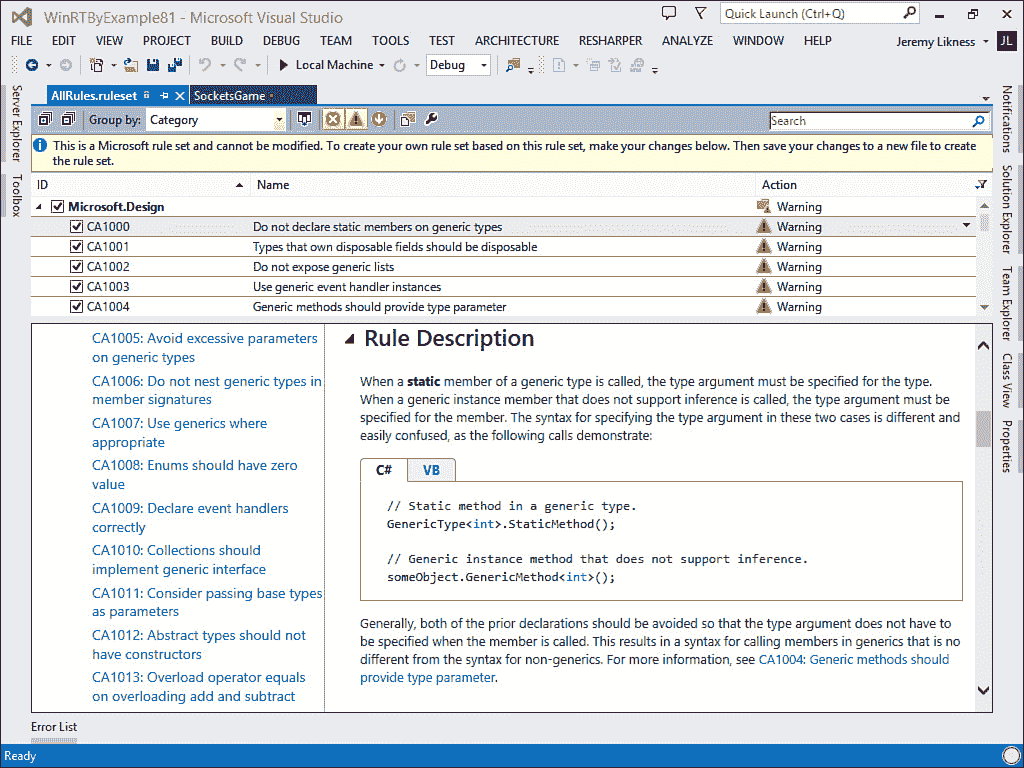 WinRTByExample81 - Microsoft Visual Studio
Quick Launch (Ctrl+Q)
FILE EDIT VIEW PROJECT BUILD DEBUG TEAM TOOLS TEST ARCHITECTURE RESHARPER ANALYZE WINDOW HELP
Jeremy Likness JL
Local Machine Debug
Server Explorer
Toolbox
AllRules.ruleset SocketsGame
Group by: Category
Search
This is a Microsoft rule set and cannot be modified. To create your own rule set based on this rule set, make your changes below. Then save your changes to a new file to create
the rule set.
ID Name Action
Microsoft.Design Warning
CA1000 Do not declare static members on generic types Warning
CA1001 Types that own disposable fields should be disposable Warning
CA1002 Do not expose generic lists Warning
CA1003 Use generic event handler instances Warning
CA1004 Generic methods should provide type parameter Warning
CA1005: Avoid excessive parameters
on generic types
CA1006: Do not nest generic types in
member signatures
CA1007: Use generics where
appropriate
CA1008: Enums should have zero
value
CA1009: Declare event handlers
correctly
CA1010: Collections should
implement generic interface
CA1011: Consider passing base types
as parameters
CA1012: Abstract types should not
have constructors
CA1013: Overload operator equals
on overloading add and subtract
Rule Description
When a static member of a generic type is called, the type argument must be specified for the type.
When a generic instance member that does not support inference is called, the type argument must be
specified for the member. The syntax for specifying the type argument in these two cases is different and
easily confused, as the following calls demonstrate:
C# VB
// Static method in a generic type.
GenericType<int>.StaticMethod();
// Generic instance method that does not support inference.
someObject.GenericMethod<int>();
Generally, both of the prior declarations should be avoided so that the type argument does not have to
be specified when the member is called. This results in a syntax for calling members in generics that is no
different from the syntax for non-generics. For more information, see CA1004: Generic methods should
provide type parameter.
Notifications
Solution Explorer
Team Explorer
Class View
Properties
Error List
Ready